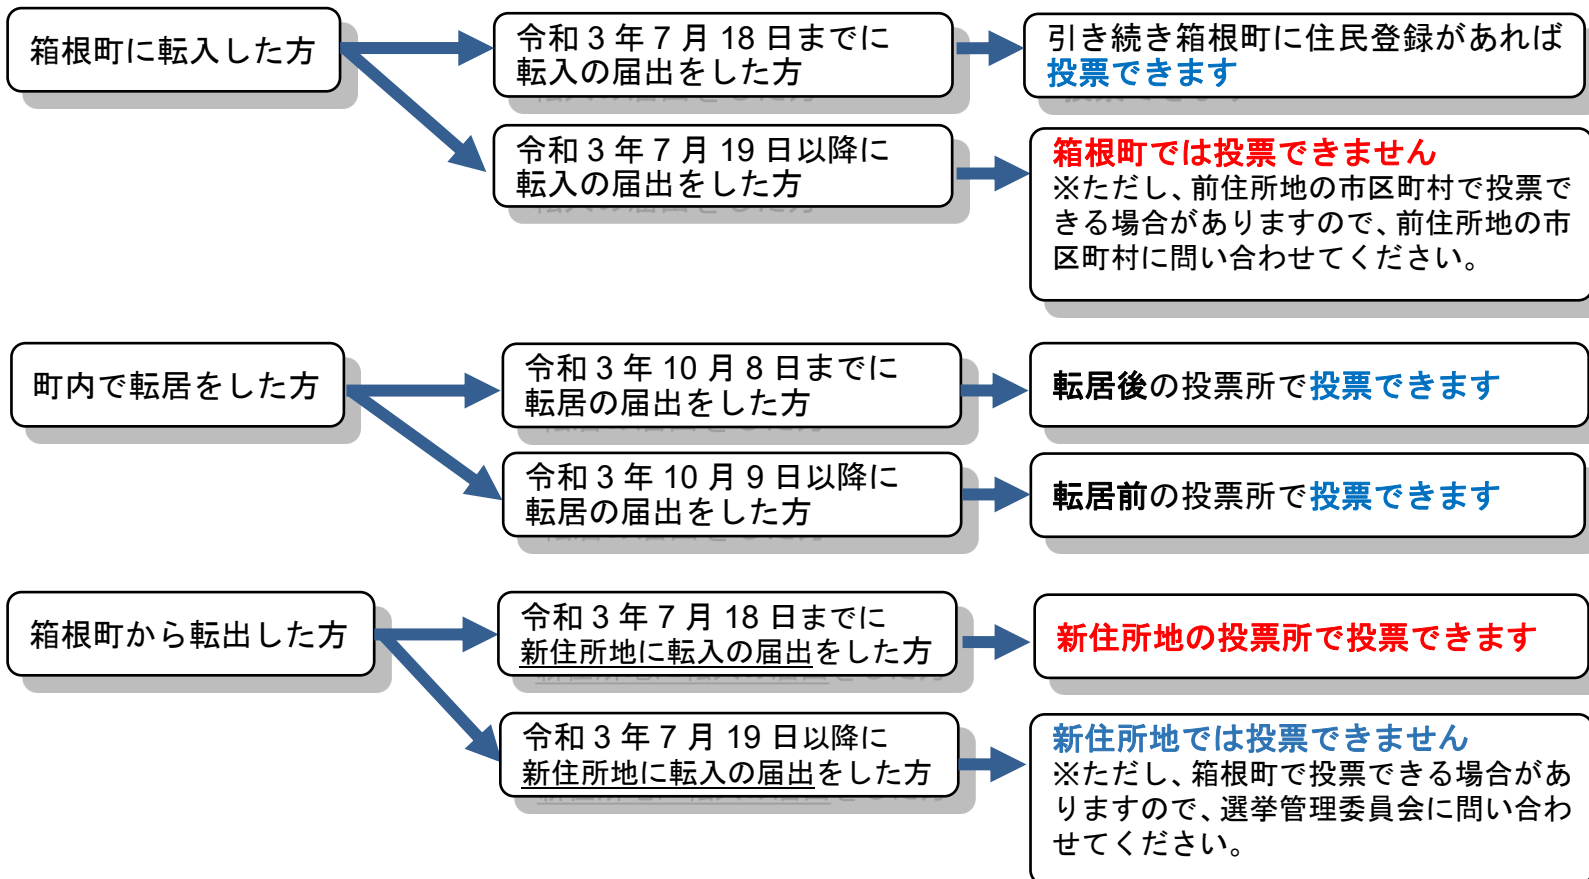 箱根町に転入した方
令和 3 年 7 月 18 日までに
転入の届出をした方
引き続き箱根町に住民登録があれば
投票できます
令和 3 年 7 月 19 日以降に
転入の届出をした方
箱根町では投票できません
※ただし、前住所地の市区町村で投票で
きる場合がありますので、前住所地の市
区町村に問い合わせてください。
町内で転居をした方
令和 3 年 10 月 8 日までに
転居の届出をした方
転居後の投票所で投票できます
令和 3 年 10 月 9 日以降に
転居の届出をした方
転居前の投票所で投票できます
箱根町から転出した方
令和 3 年 7 月 18 日までに
新住所地に転入の届出をした方
新住所地の投票所で投票できます
令和 3 年 7 月 19 日以降に
新住所地に転入の届出をした方
新住所地では投票できません
※ただし、箱根町で投票できる場合があ
りますので、選挙管理委員会に問い合わ
せてください。